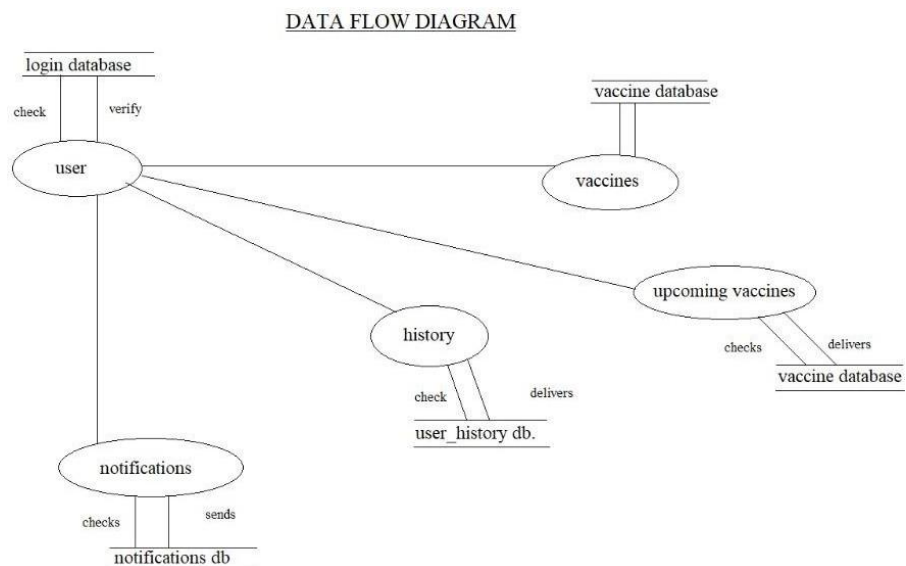 DATA FLOW DIAGRAM
login database
check
verify
user
vaccine database
vaccines
upcoming vaccines
checks
delivers
vaccine database
history
check
delivers
user_history db.
notifications
checks
sends
notifications db